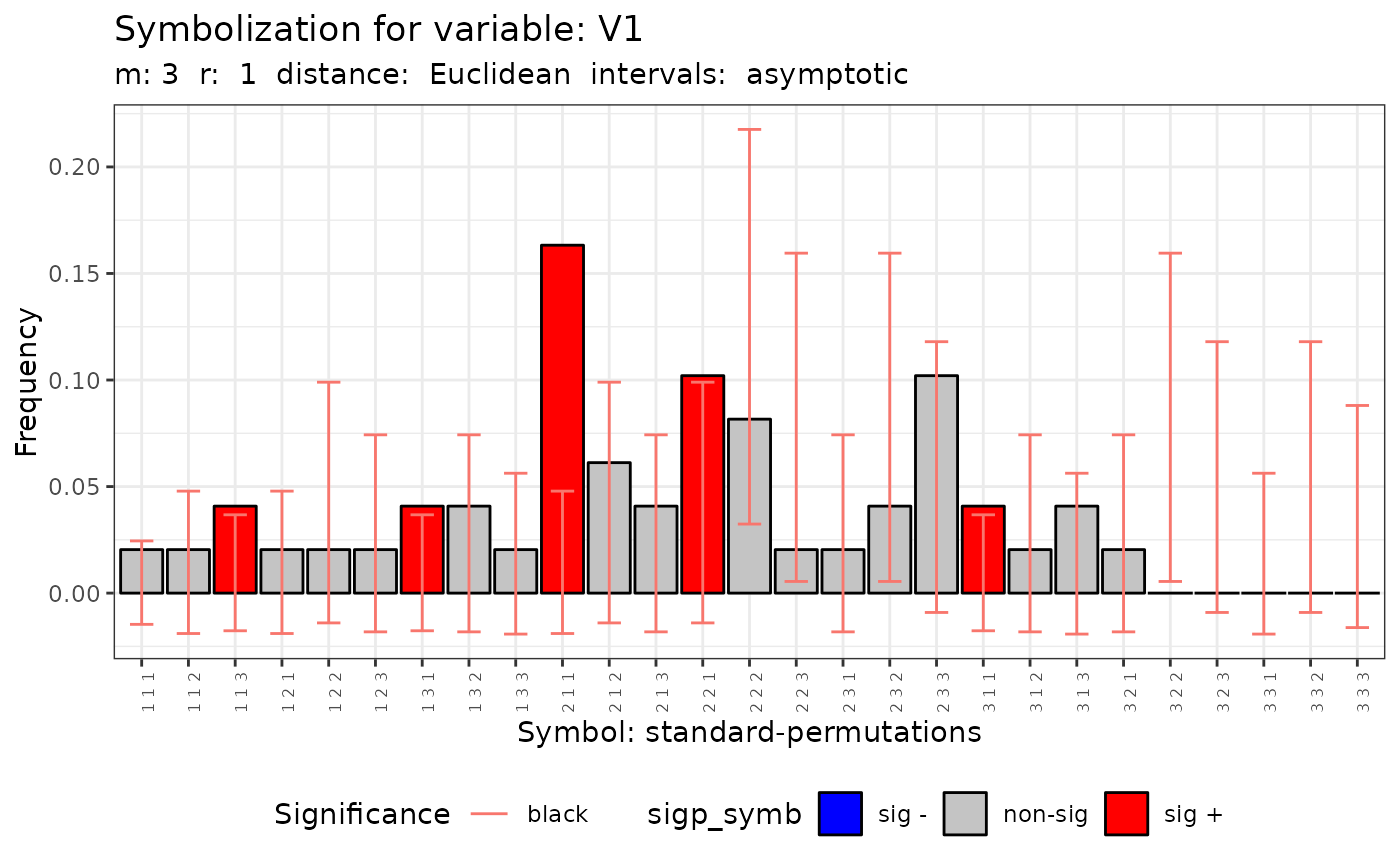 Symbolization for variable: V1
m: 3 r: 1 distance: Euclidean intervals: asymptotic
Frequency
0.20
0.15
0.10
0.05
0.00
1 1 1
1 1 2
1 1 3
1 2 1
1 2 2
1 2 3
1 3 1
1 3 2
1 3 3
2 1 1
2 1 2
2 1 3
2 2 1
2 2 2
2 2 3
2 3 1
2 3 2
2 3 3
3 1 1
3 1 2
3 1 3
3 2 1
3 2 2
3 2 3
3 3 1
3 3 2
3 3 3
Symbol: standard-permutations
Significance black sigp_symb sig - non-sig sig +